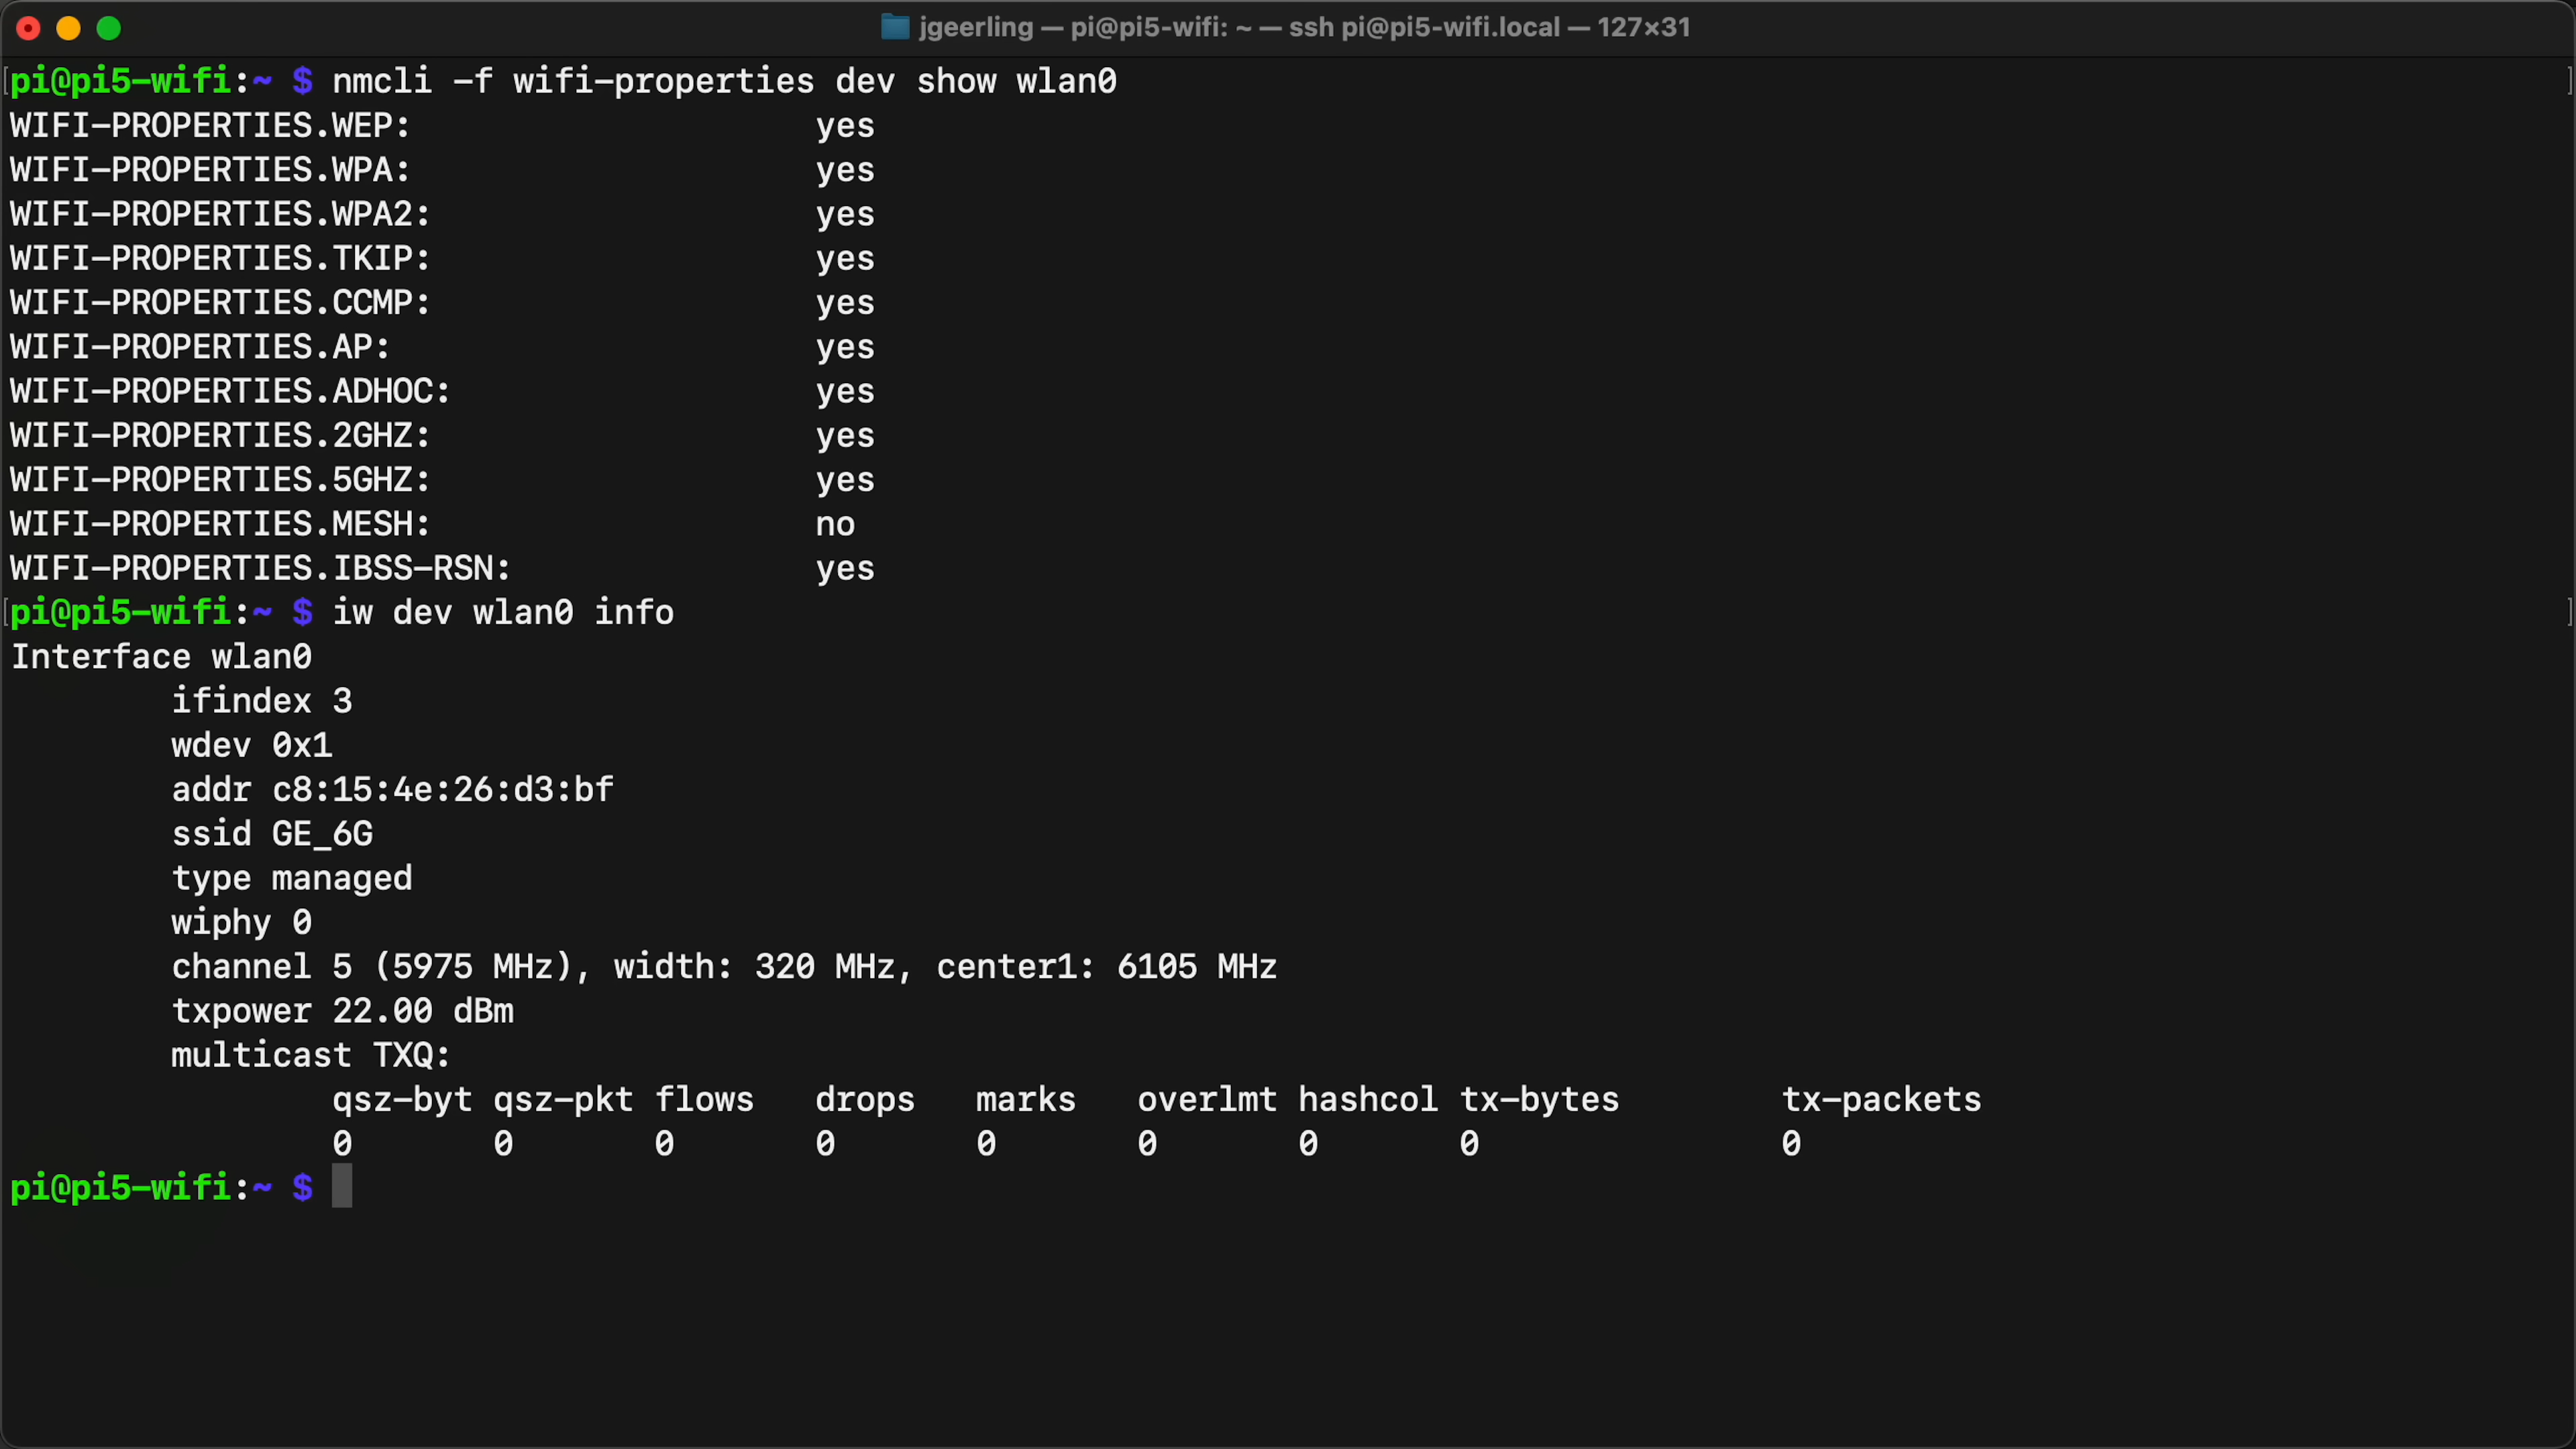 jgeerling — pi@pi5-wifi: ~ — ssh pi@pi5-wifi.local — 127×31
[pi@pi5-wifi:~ $ nmcli -f wifi-properties dev show wlan0 ]
WIFI-PROPERTIES.WEP: yes
WIFI-PROPERTIES.WPA: yes
WIFI-PROPERTIES.WPA2: yes
WIFI-PROPERTIES.TKIP: yes
WIFI-PROPERTIES.CCMP: yes
WIFI-PROPERTIES.AP: yes
WIFI-PROPERTIES.ADHOC: yes
WIFI-PROPERTIES.2GHZ: yes
WIFI-PROPERTIES.5GHZ: yes
WIFI-PROPERTIES.MESH: no
WIFI-PROPERTIES.IBSS-RSN: yes
[pi@pi5-wifi:~ $ iw dev wlan0 info ]
Interface wlan0
ifindex 3
wdev 0x1
addr c8:15:4e:26:d3:bf
ssid GE_6G
type managed
wiphy 0
channel 5 (5975 MHz), width: 320 MHz, center1: 6105 MHz
txpower 22.00 dBm
multicast TXQ:
qsz-byt qsz-pkt flows drops marks overlmt hashcol tx-bytes tx-packets
0 0 0 0 0 0 0 0 0
pi@pi5-wifi:~ $